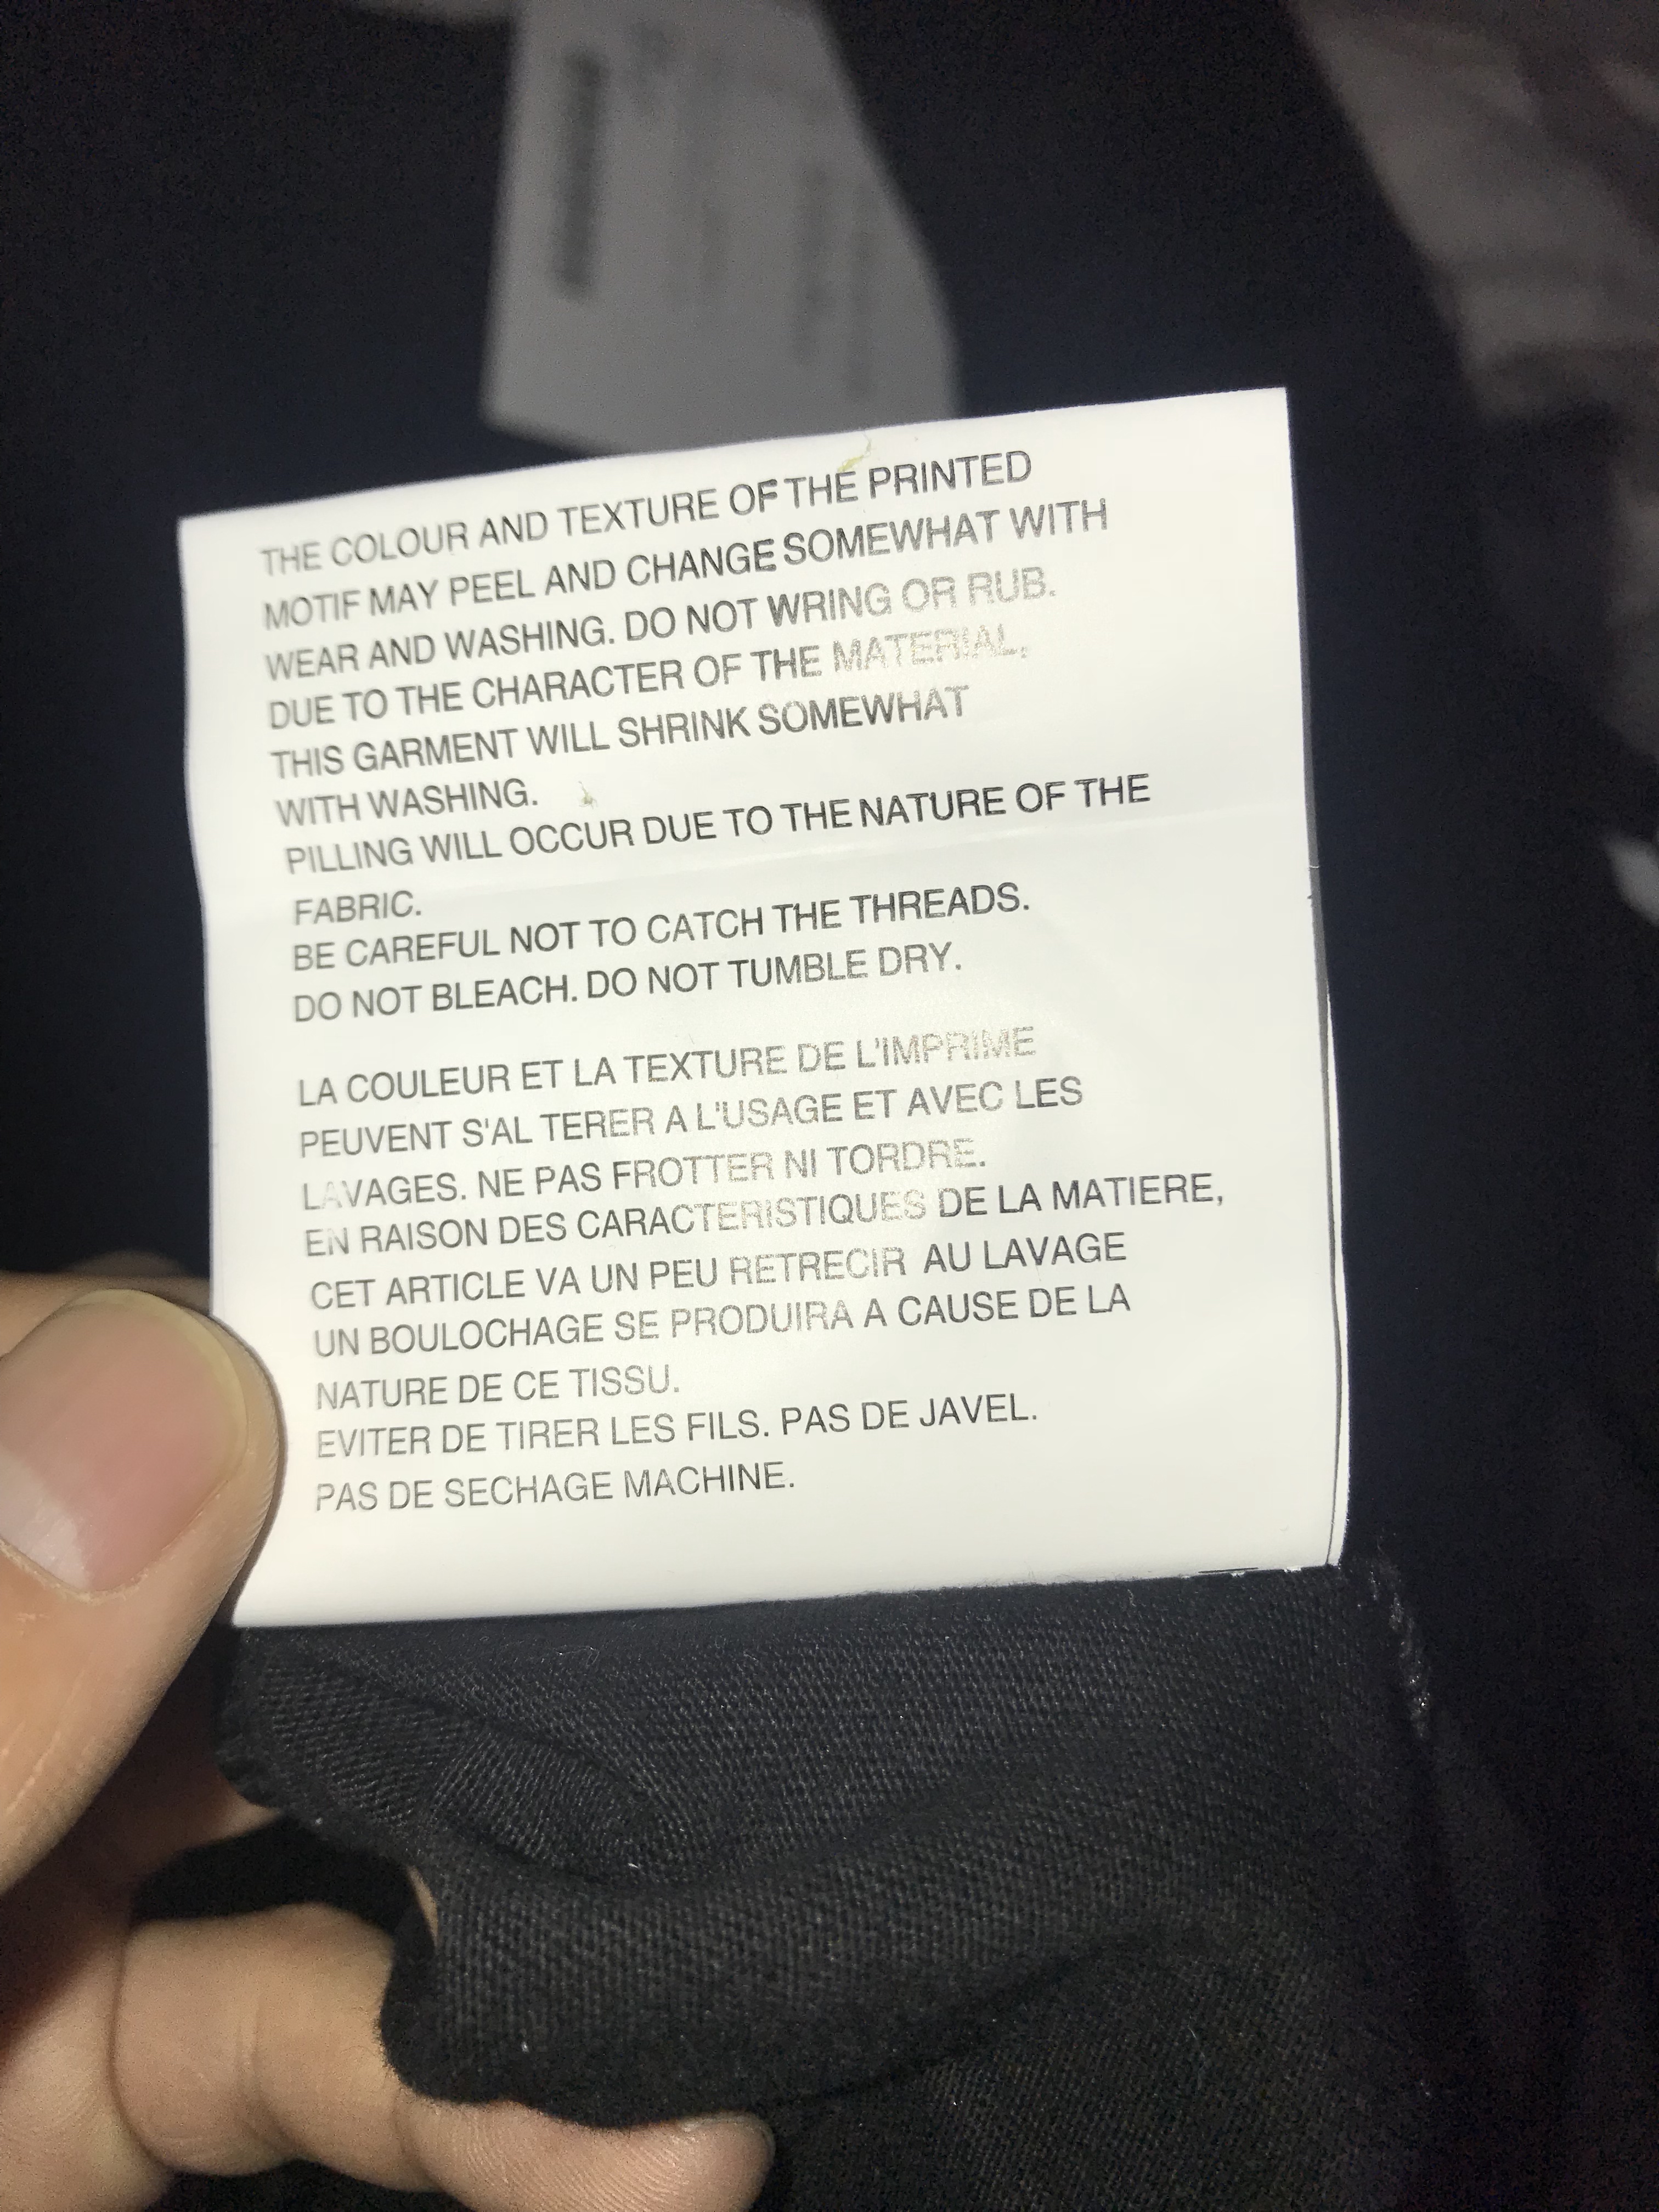 THE COLOUR AND TEXTURE OF THE PRINTED
MOTIF MAY PEEL AND CHANGE SOMEWHAT WITH
WEAR AND WASHING. DO NOT WRING OR RUB.
DUE TO THE CHARACTER OF THE MATERIAL,
THIS GARMENT WILL SHRINK SOMEWHAT
WITH WASHING.
PILLING WILL OCCUR DUE TO THE NATURE OF THE
FABRIC.
BE CAREFUL NOT TO CATCH THE THREADS.
DO NOT BLEACH. DO NOT TUMBLE DRY.
LA COULEUR ET LA TEXTURE DE L'IMPRIME
PEUVENT S'AL TERER A L'USAGE ET AVEC LES
LAVAGES. NE PAS FROTTER NI TORDRE.
EN RAISON DES CARACTERISTIQUES DE LA MATIERE,
CET ARTICLE VA UN PEU RETRECIR AU LAVAGE
UN BOULOCHAGE SE PRODUIRA A CAUSE DE LA
NATURE DE CE TISSU.
EVITER DE TIRER LES FILS. PAS DE JAVEL.
PAS DE SECHAGE MACHINE.